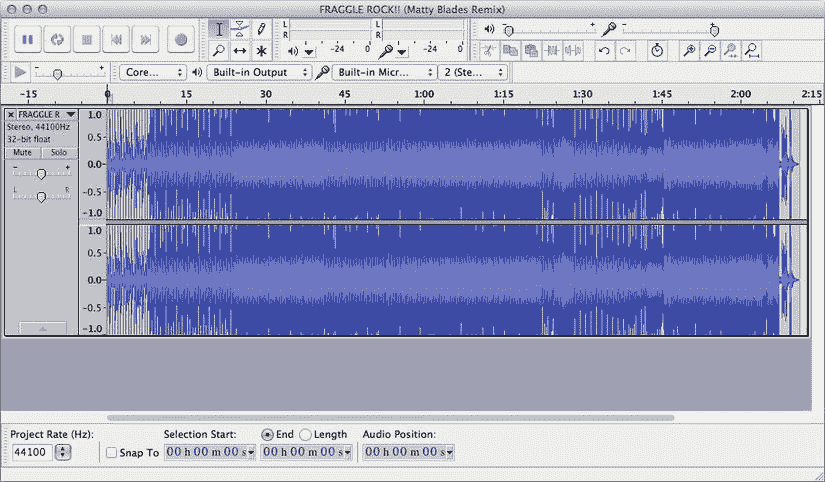 FRAGGLE ROCK!! (Matty Blades Remix)
L
R
-24 0
L
R
-24 0
- +
- +
- +
Core...
Built-in Output
Built-in Micr...
2 (Ste...
-15 0 15 30 45 1:00 1:15 1:30 1:45 2:00 2:15
FRAGGLE R
Stereo, 44100Hz
32-bit float
Mute Solo
- +
L R
1.0
0.5
0.0
-0.5
-1.0
1.0
0.5
0.0
-0.5
-1.0
Project Rate (Hz): Selection Start: End Length Audio Position:
44100 Snap To 00 h 00 m 00 s 00 h 00 m 00 s 00 h 00 m 00 s